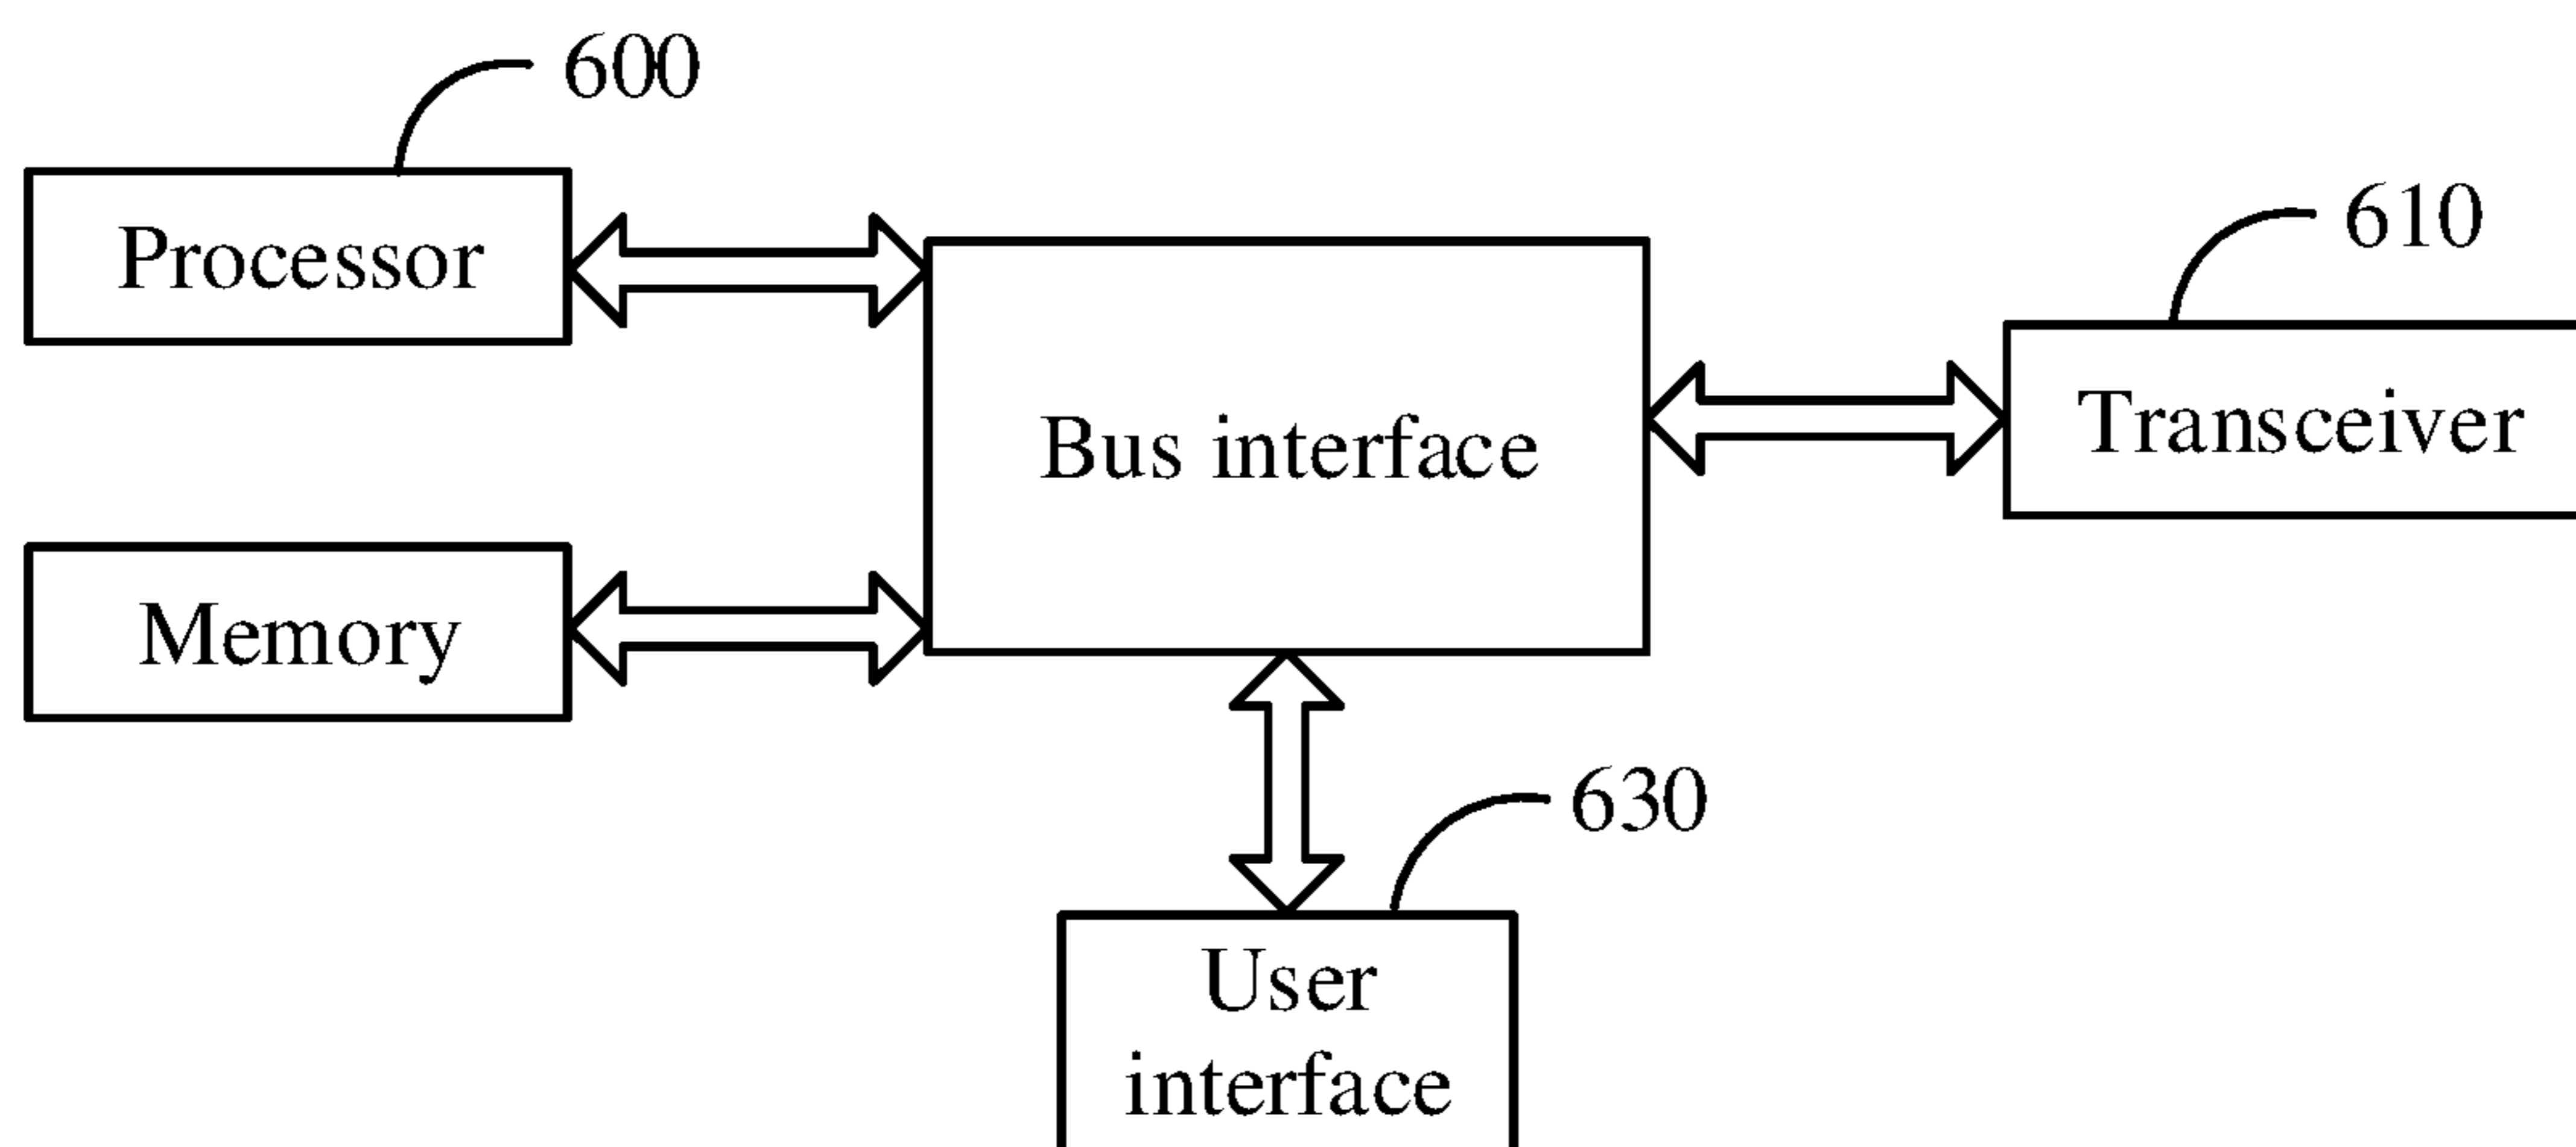 600
610
Processor
Transceiver
Bus interface
Memory
630
User
interface